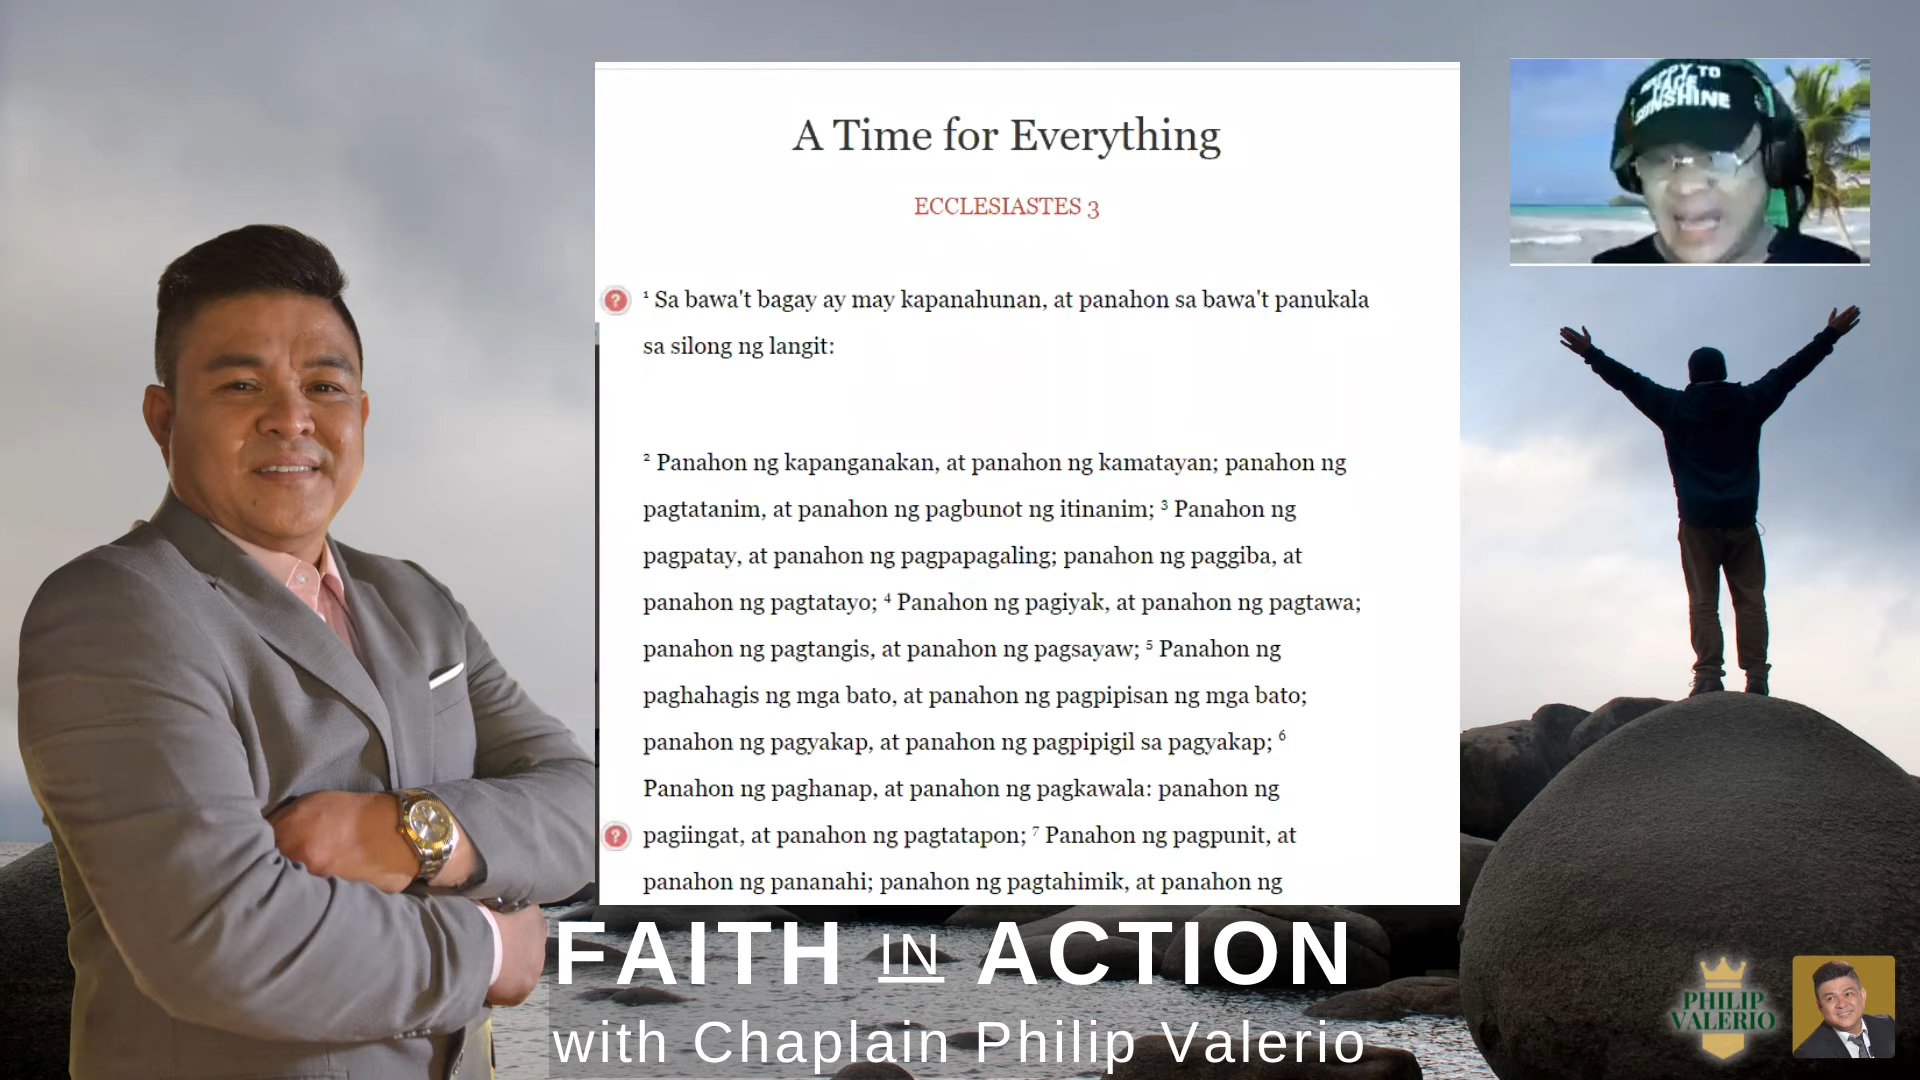 A Time for Everything
ECCLESIASTES 3
¹ Sa bawa't bagay ay may kapanahunan, at panahon sa bawa't panukala
sa silong ng langit:
² Panahon ng kapanganakan, at panahon ng kamatayan; panahon ng
pagtatanim, at panahon ng pagbunot ng itinanim; ³ Panahon ng
pagpatay, at panahon ng pagpapagaling; panahon ng paggiba, at
panahon ng pagtatayo; ⁴ Panahon ng pagiyak, at panahon ng pagtawa;
panahon ng pagtangis, at panahon ng pagsayaw; ⁵ Panahon ng
paghahagis ng mga bato, at panahon ng pagpipisan ng mga bato;
panahon ng pagyakap, at panahon ng pagpipigil sa pagyakap; ⁶
Panahon ng paghanap, at panahon ng pagkawala: panahon ng
pagiingat, at panahon ng pagtatapon; ⁷ Panahon ng pagpunit, at
panahon ng pananahi; panahon ng pagtahimik, at panahon ng
HAPPY TO
FACE
SUNSHINE
FAITH IN ACTION
with Chaplain Philip Valerio
PHILIP
VALERIO